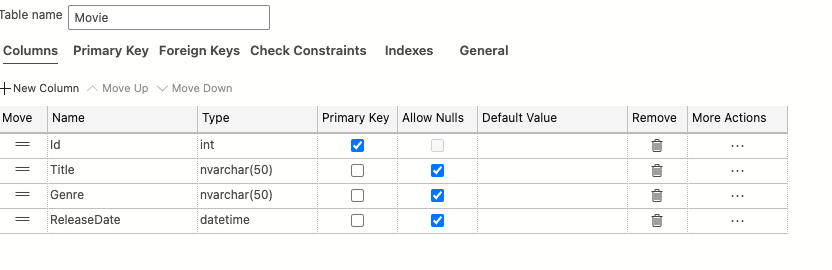 Table name Movie
Columns Primary Key Foreign Keys Check Constraints Indexes General
New Column Move Up Move Down
Move Name Type Primary Key Allow Nulls Default Value Remove More Actions
Id int
Title nvarchar(50)
Genre nvarchar(50)
ReleaseDate datetime